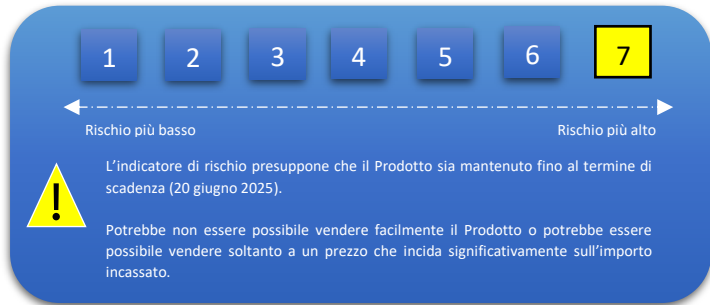 1 2 3 4 5 6 7
Rischio più basso Rischio più alto
L'indicatore di rischio presuppone che il Prodotto sia mantenuto fino al termine di
scadenza (20 giugno 2025).
Potrebbe non essere possibile vendere facilmente il Prodotto o potrebbe essere
possibile vendere soltanto a un prezzo che incida significativamente sull'importo
incassato.
!